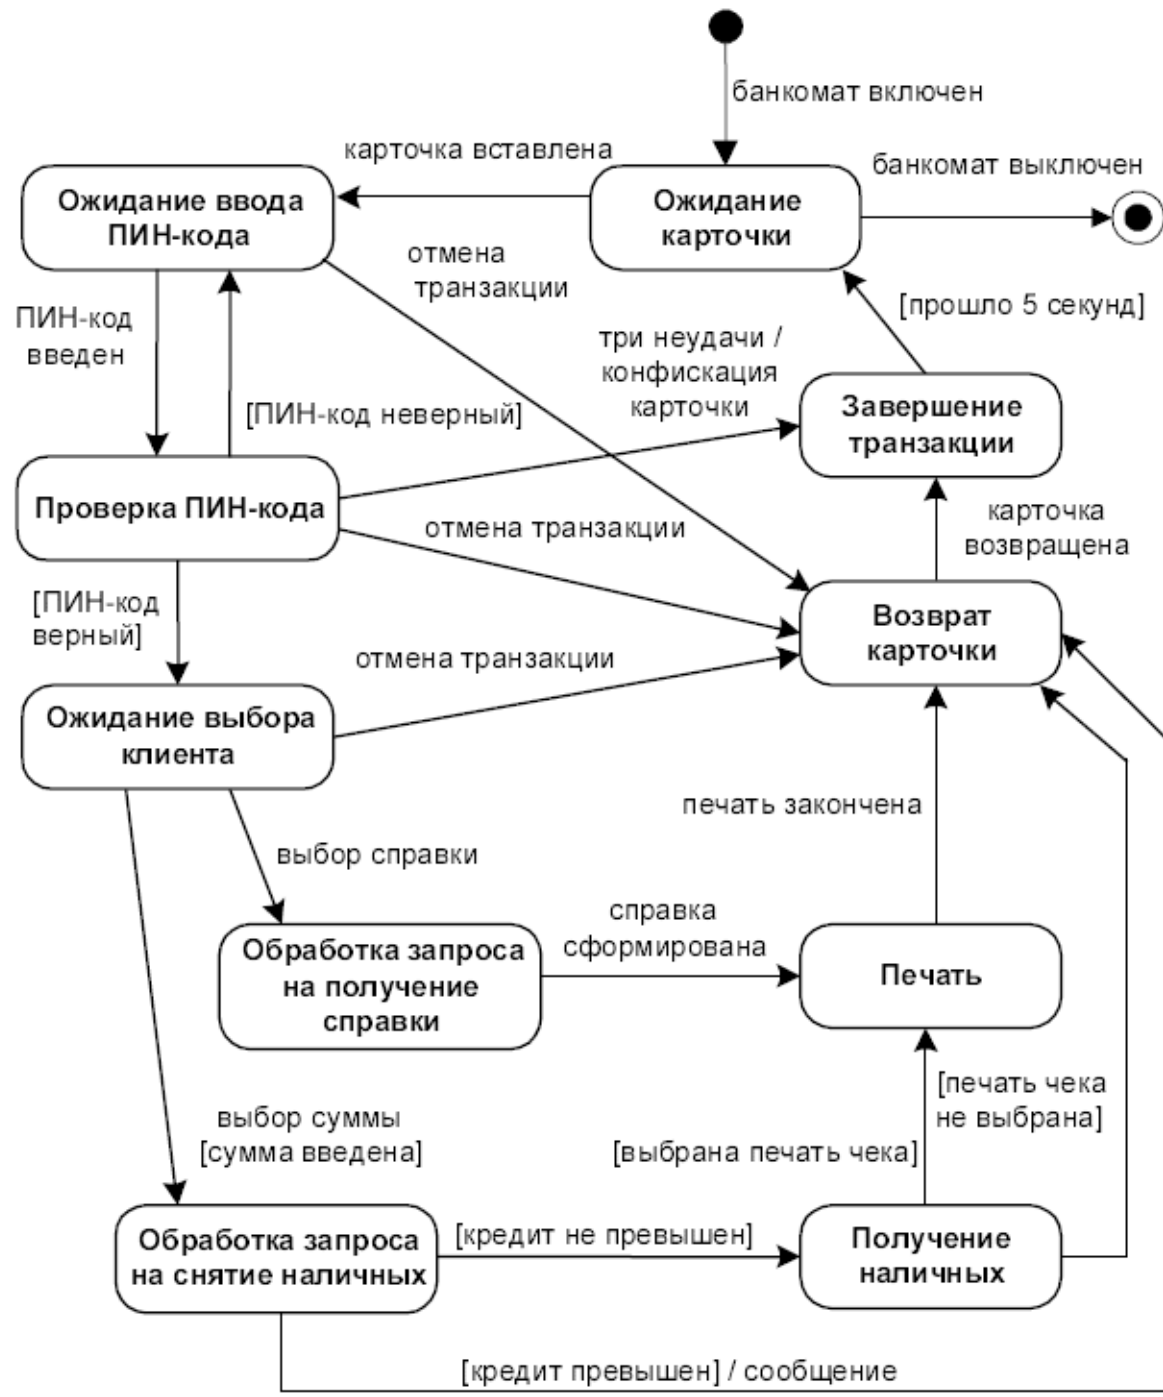 банкомат включен
карточка вставлена
банкомат выключен
Ожидание ввода
ПИН-кода
Ожидание
карточки
отмена
транзакции
[прошло 5 секунд]
ПИН-код
введен
три неудачи /
конфискация
карточки
[ПИН-код неверный]
Завершение
транзакции
Проверка ПИН-кода
отмена транзакции
карточка
возвращена
[ПИН-код
верный]
Возврат
карточки
отмена транзакции
Ожидание выбора
клиента
печать закончена
выбор справки
справка
сформирована
Обработка запроса
на получение
справки
Печать
[печать чека
не выбрана]
выбор суммы
[сумма введена]
[выбрана печать чека]
Обработка запроса
на снятие наличных
[кредит не превышен]
Получение
наличных
[кредит превышен] / сообщение